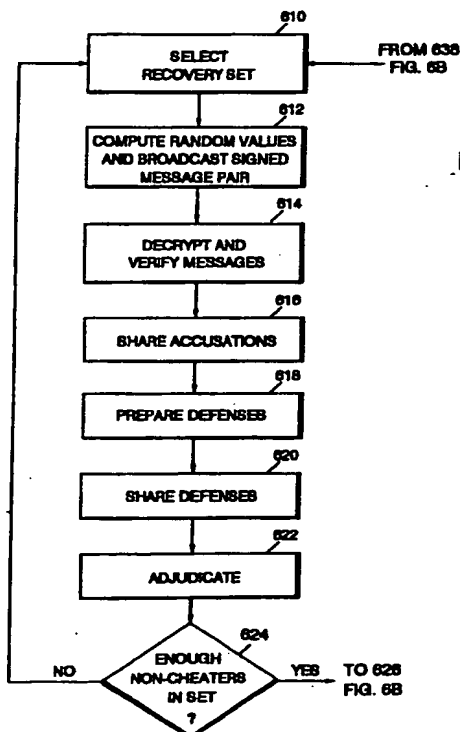 610
SELECT
RECOVERY SET
FROM 636
FIG. 6B
612
COMPUTE RANDOM VALUES
AND BROADCAST SIGNED
MESSAGE PAIR
614
DECRYPT AND
VERIFY MESSAGES
616
SHARE ACCUSATIONS
618
PREPARE DEFENSES
620
SHARE DEFENSES
622
ADJUDICATE
624
ENOUGH
NON-CHEATERS
IN SET
?
NO
YES
TO 626
FIG. 6B